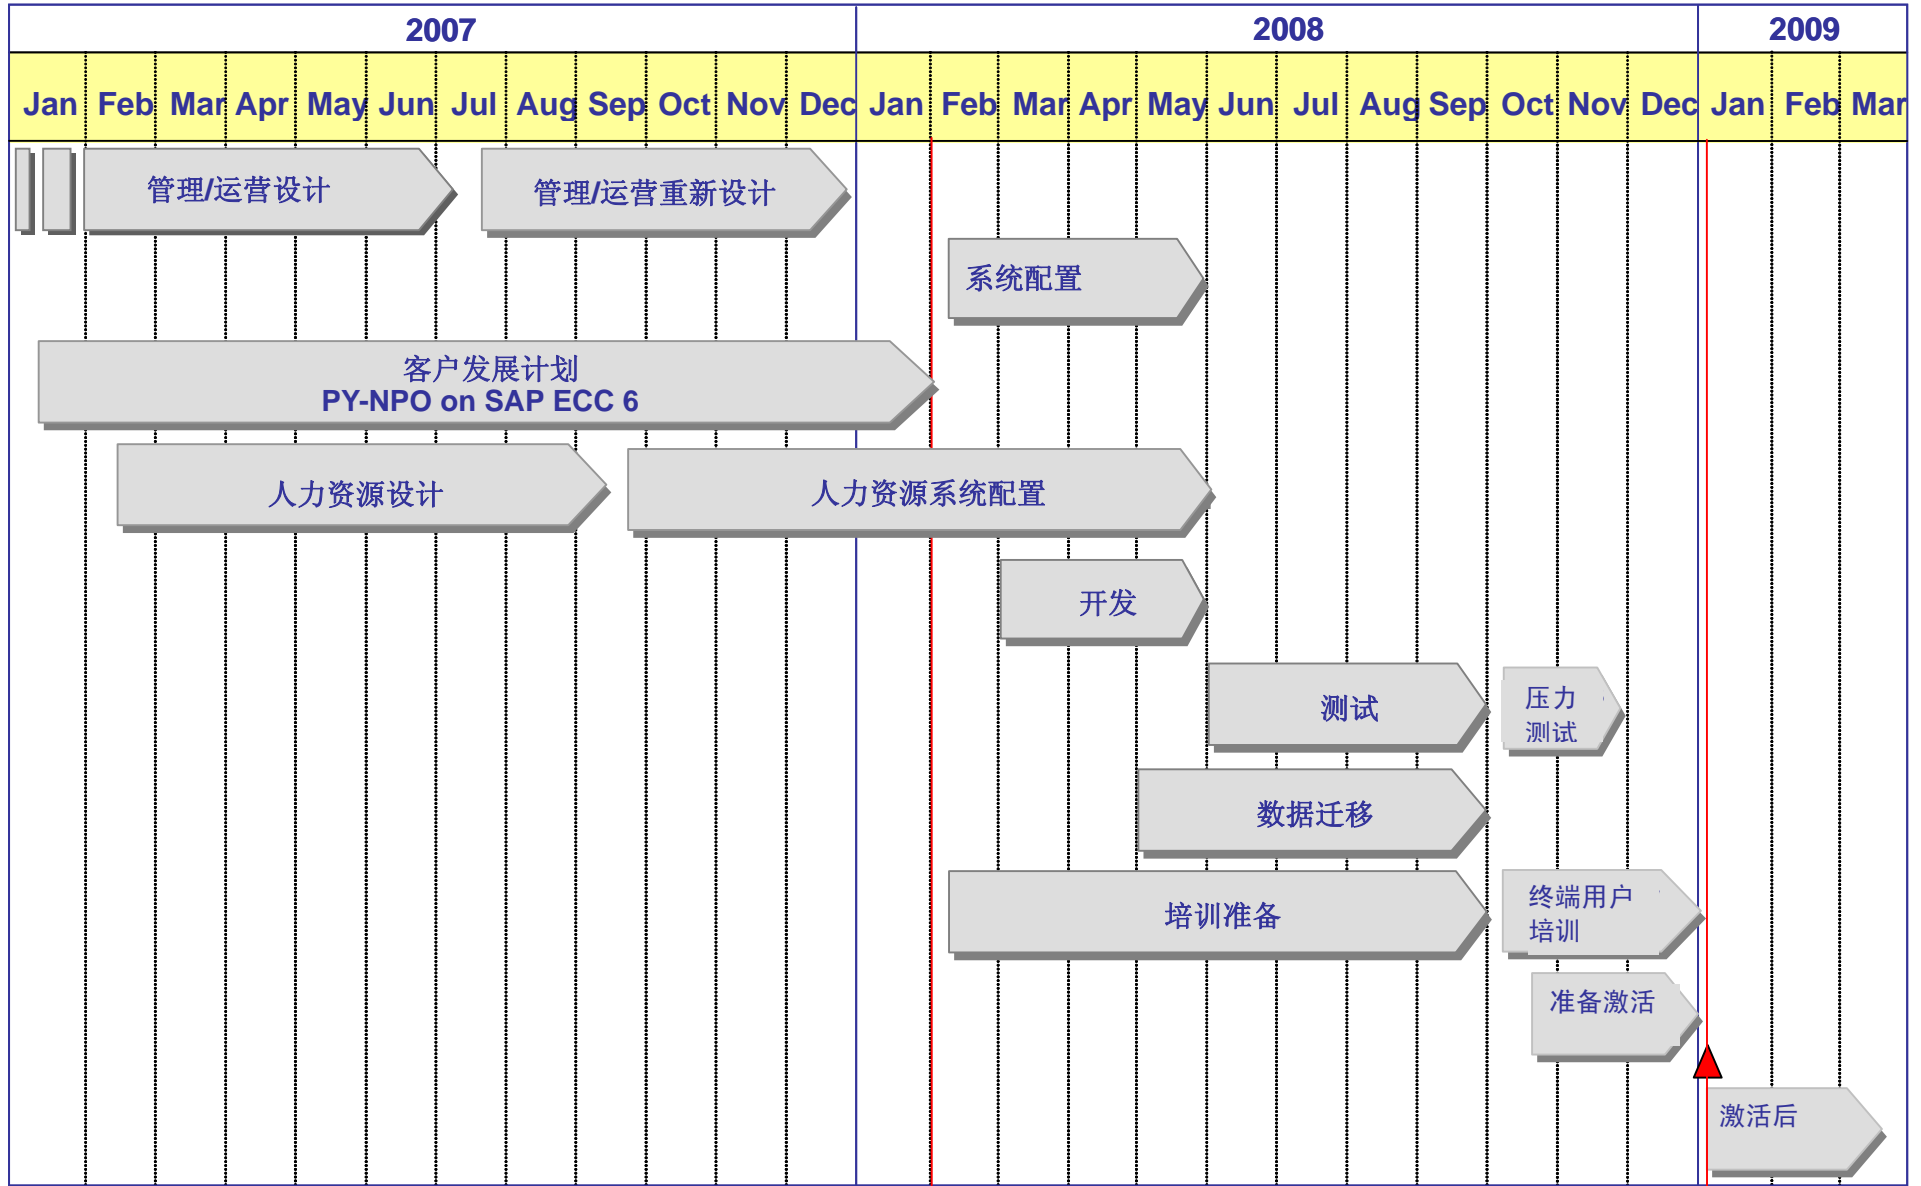 2007 2008 2009
Jan Feb Mar Apr May Jun Jul Aug Sep Oct Nov Dec Jan Feb Mar Apr May Jun Jul Aug Sep Oct Nov Dec Jan Feb Mar
管理/运营设计 管理/运营重新设计
系统配置
客户发展计划
PY-NPO on SAP ECC 6
人力资源设计 人力资源系统配置
开发
测试
压力
测试
数据迁移
培训准备
终端用户
培训
准备激活
激活后